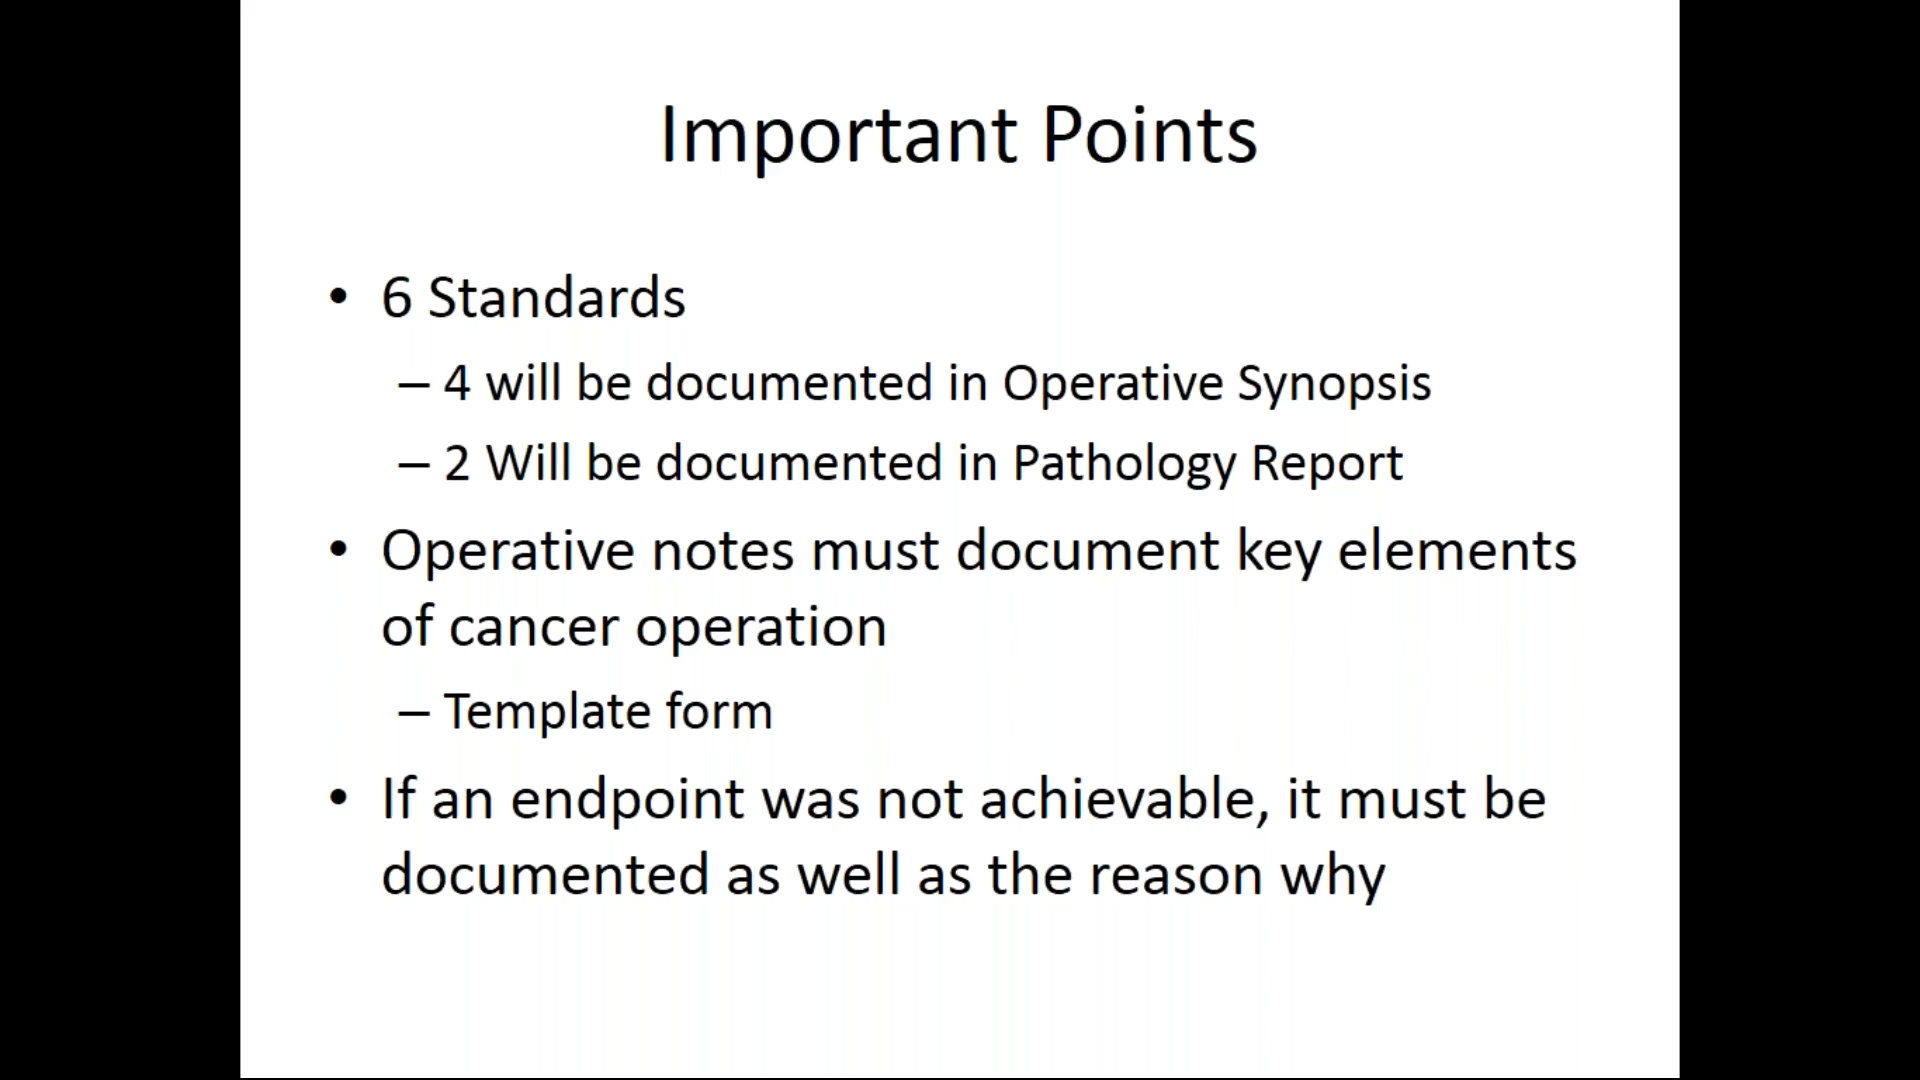 Important Points
• 6 Standards
– 4 will be documented in Operative Synopsis
– 2 Will be documented in Pathology Report
• Operative notes must document key elements
of cancer operation
– Template form
• If an endpoint was not achievable, it must be
documented as well as the reason why